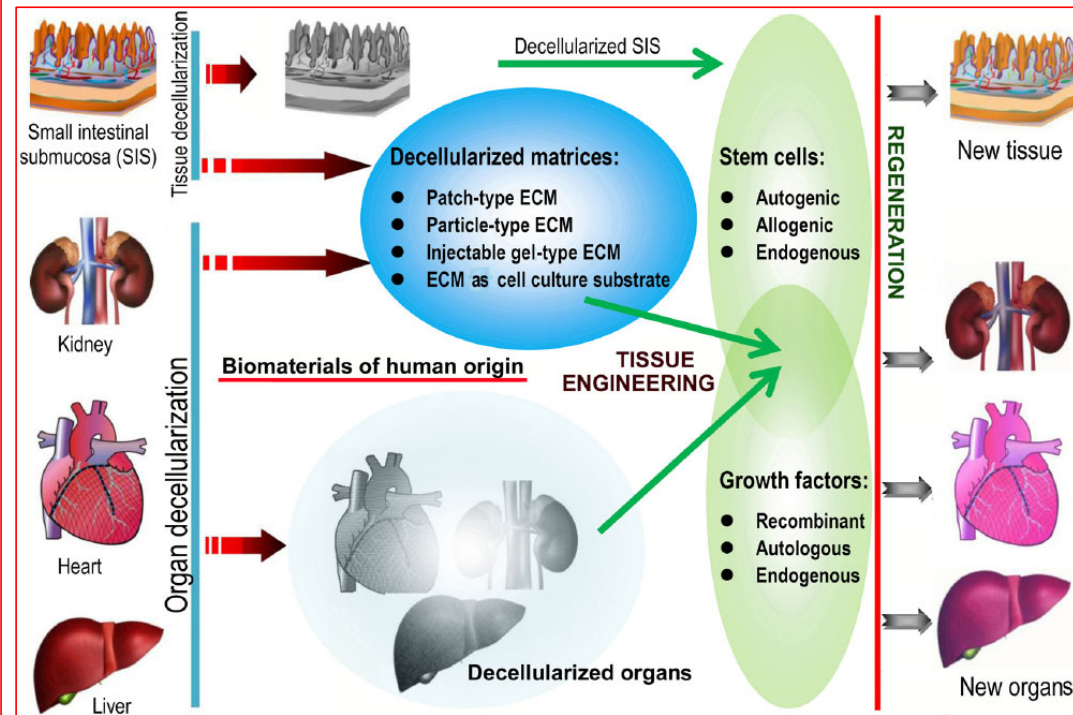 Small intestinal
submucosa (SIS)
Tissue decellularization
Decellularized SIS
Decellularized matrices:
● Patch-type ECM
● Particle-type ECM
● Injectable gel-type ECM
● ECM as cell culture substrate
Stem cells:
● Autogenic
● Allogenic
● Endogenous
REGENERATION
New tissue
Kidney
Organ decellularization
Biomaterials of human origin
TISSUE
ENGINEERING
Heart
Growth factors:
● Recombinant
● Autologous
● Endogenous
Liver
Decellularized organs
New organs